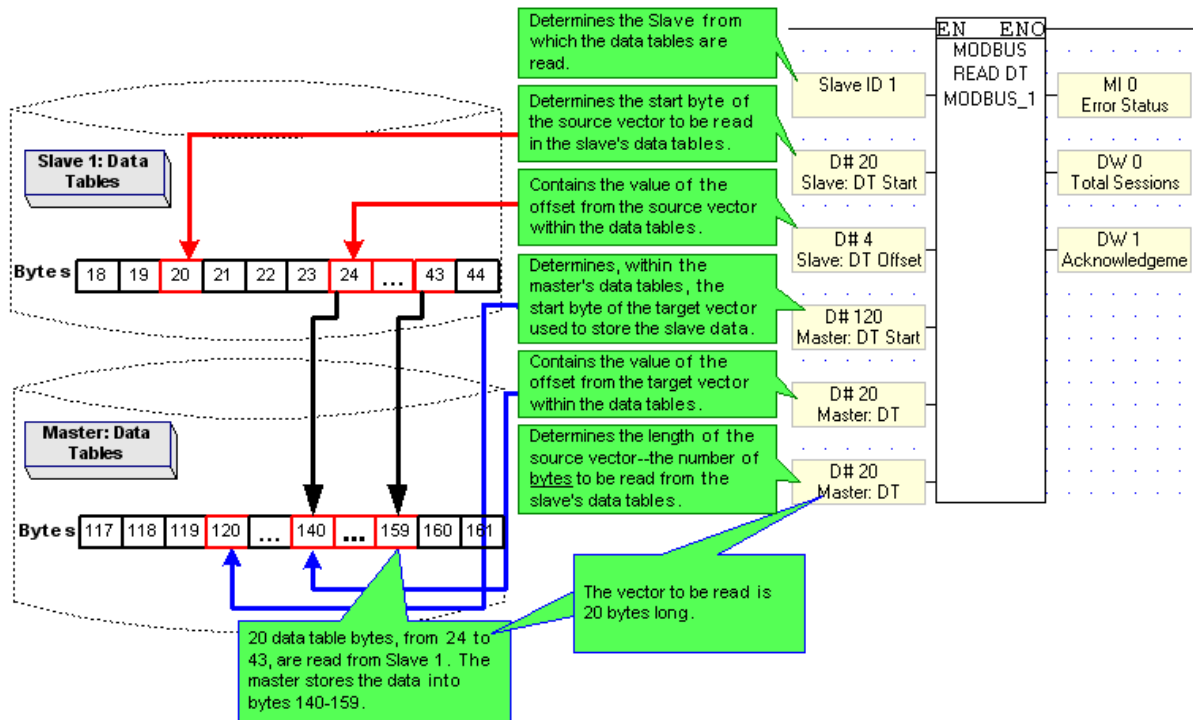 Determines the Slave from
which the data tables are
read.
Determines the start byte of
the source vector to be read
in the slave's data tables.
Contains the value of the
offset from the source vector
within the data tables.
Determines, within the
master's data tables, the
start byte of the target vector
used to store the slave data.
Contains the value of the
offset from the target vector
within the data tables.
Determines the length of the
source vector--the number of
bytes to be read from the
slave's data tables.
EN ENO
MODBUS
READ DT
MODBUS_1
Slave ID 1
D# 20
Slave: DT Start
D# 4
Slave: DT Offset
D# 120
Master: DT Start
D# 20
Master: DT
D# 20
Master: DT
MI 0
Error Status
DW 0
Total Sessions
DW 1
Acknowledgeme
Slave 1: Data
Tables
Bytes 18 19 20 21 22 23 24 ... 43 44
Master: Data
Tables
Bytes 117 118 119 120 ... 140 ... 159 160 161
The vector to be read is
20 bytes long.
20 data table bytes, from 24 to
43, are read from Slave 1. The
master stores the data into
bytes 140-159.